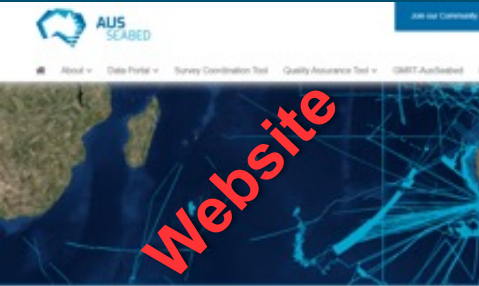 AUS
SEABED
Join our Community
About
Data Portal
Survey Coordination Tool
Quality Assurance Tool
GMRT-AusSeabed
Website